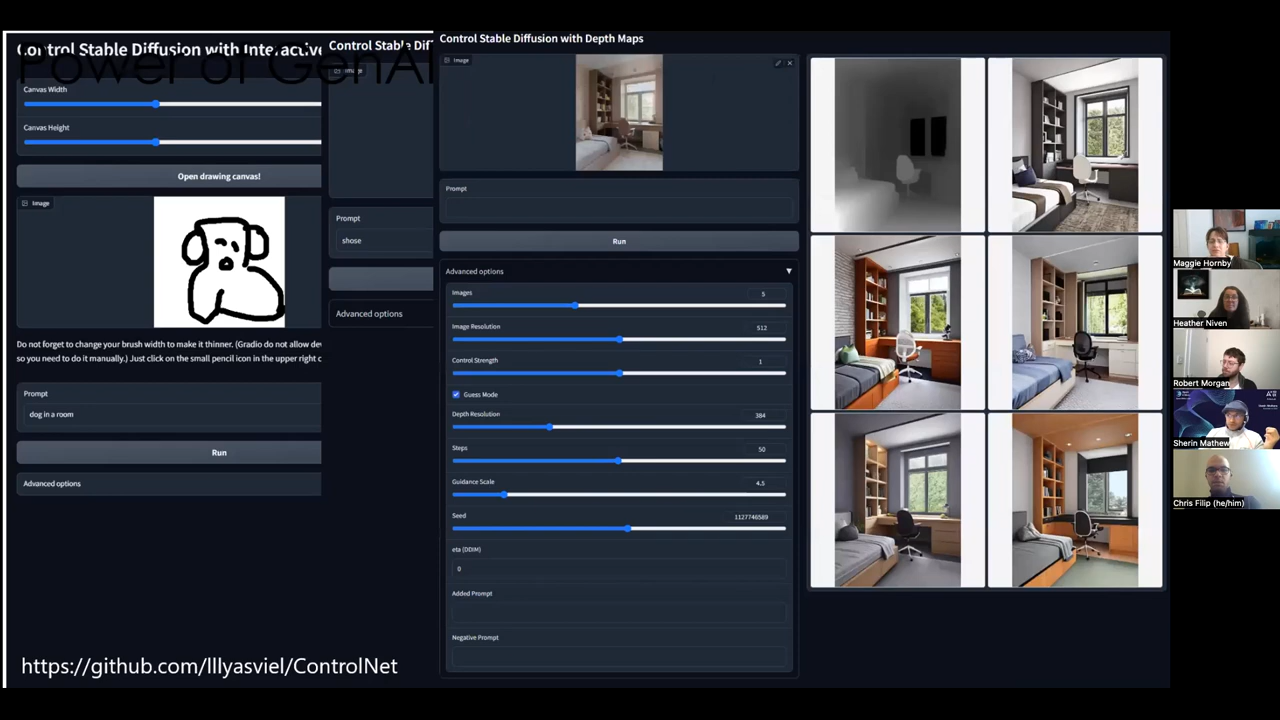 Power of GenAI
Control Stable Diffusion with Interactive
Canvas Width
Canvas Height
Open drawing canvas!
Image
Do not forget to change your brush width to make it thinner. (Gradio do not allow de
so you need to do it manually.) Just click on the small pencil icon in the upper right c
Prompt
dog in a room
Run
Advanced options
https://github.com/lllyasviel/ControlNet
Control Stable Dif
Image
Prompt
shose
Advanced options
Control Stable Diffusion with Depth Maps
Image
Prompt
Run
Advanced options
Images
5
Image Resolution
512
Control Strength
1
Guess Mode
Depth Resolution
384
Steps
50
Guidance Scale
4.5
Seed
1127746589
eta (DDIM)
0
Added Prompt
Negative Prompt
Maggie Hornby
Heather Niven
Robert Morgan
Sherin Mathew
Chris Filip (he/him)